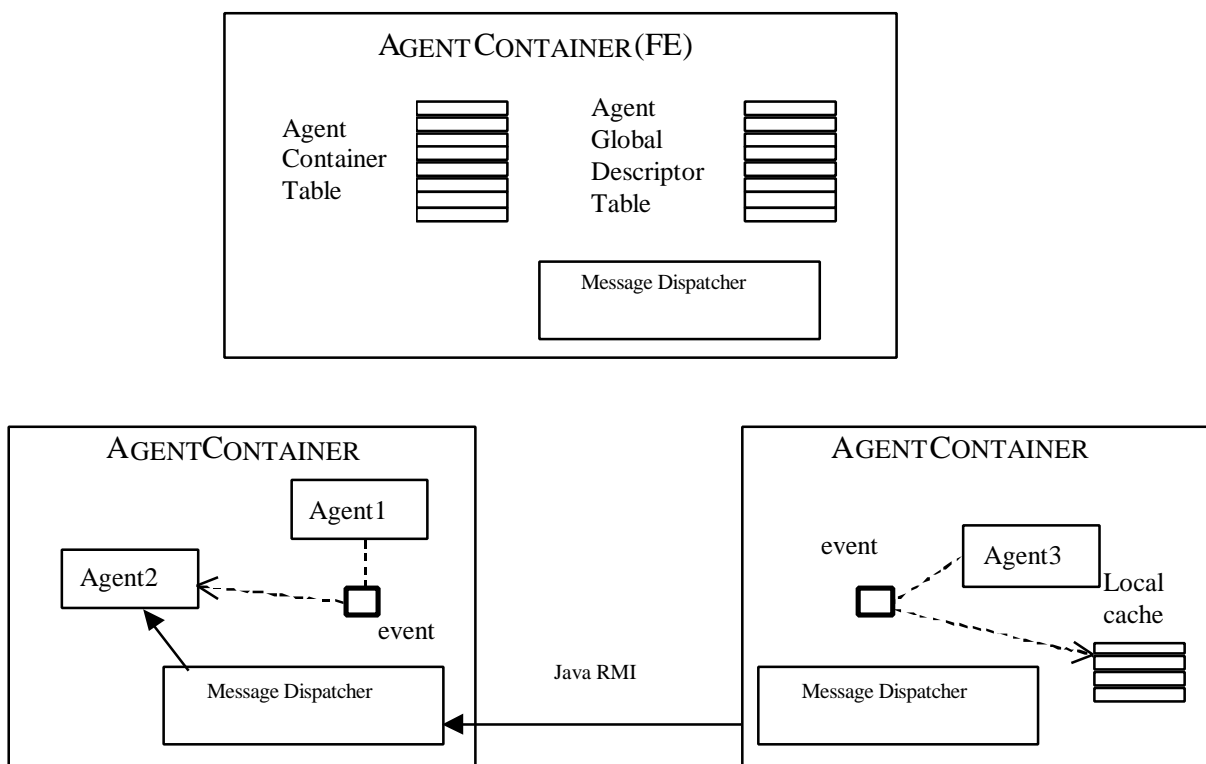 AGENTCONTAINER(FE)
Agent
Container
Table
Agent
Global
Descriptor
Table
Message Dispatcher
AGENTCONTAINER
Agent1
Agent2
event
Message Dispatcher
Java RMI
AGENTCONTAINER
event
Agent3
Local
cache
Message Dispatcher